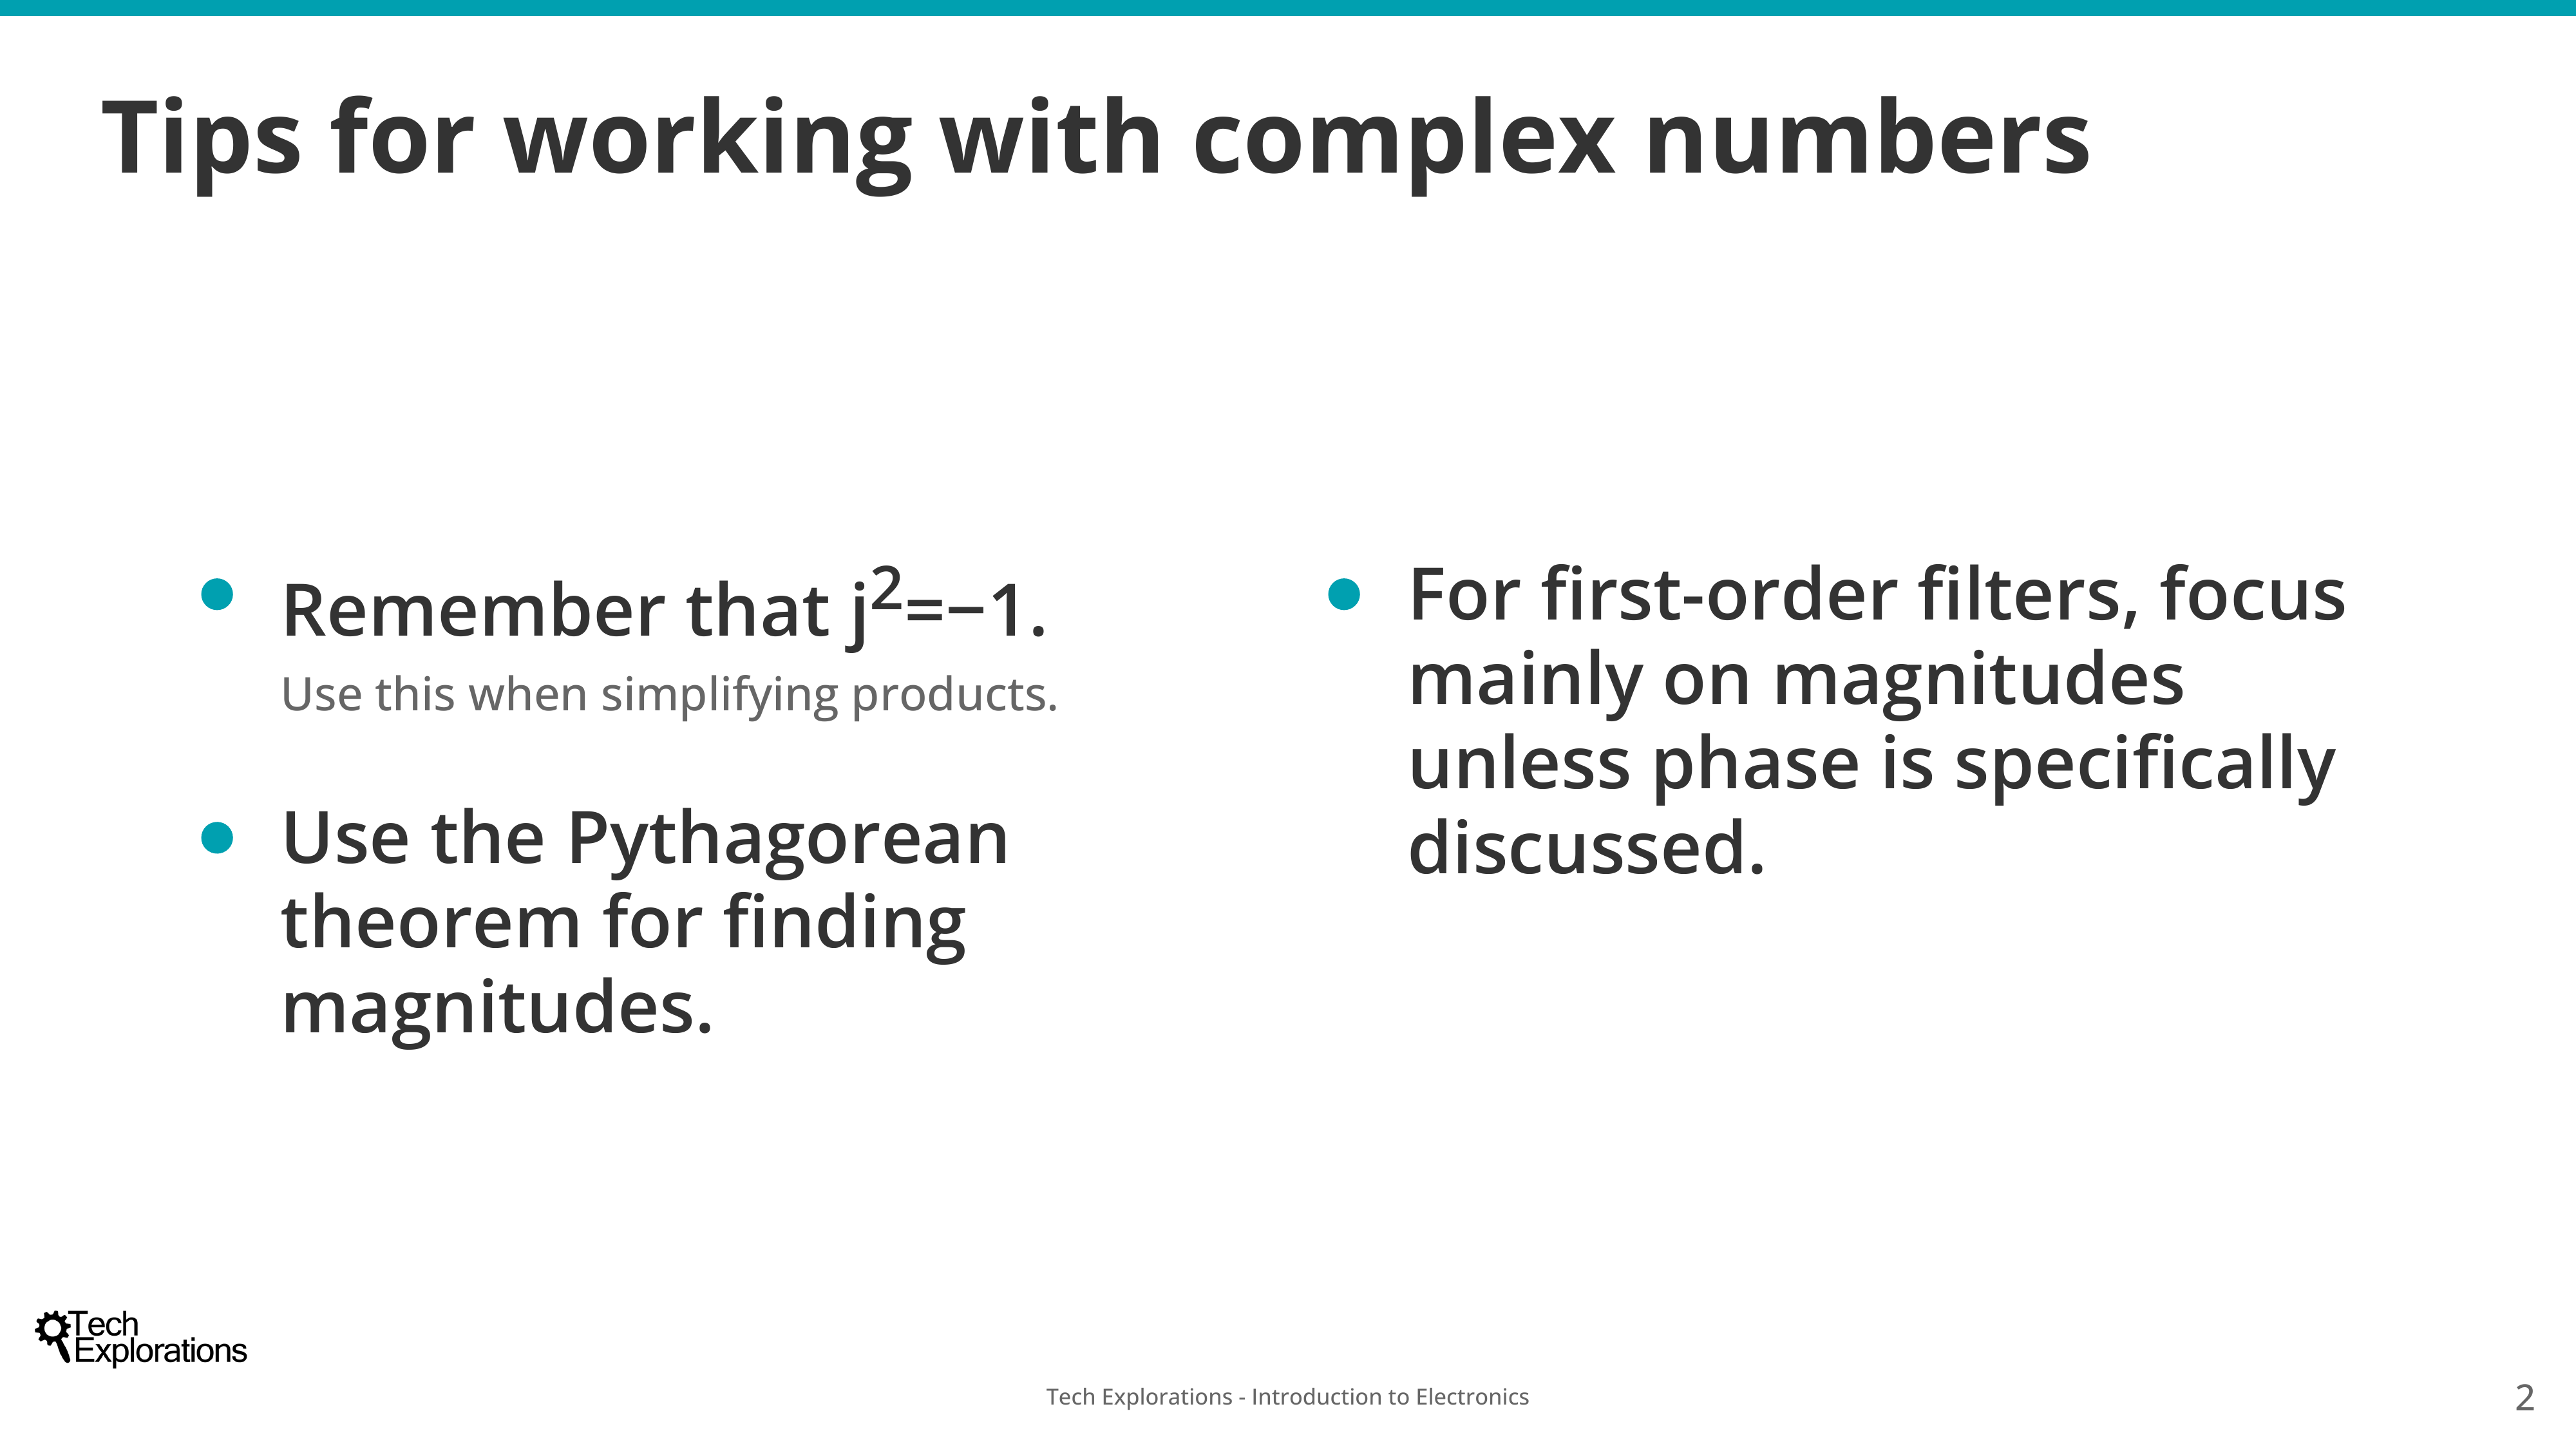 Tips for working with complex numbers
Remember that j²=−1.
Use this when simplifying products.
Use the Pythagorean
theorem for finding
magnitudes.
For first-order filters, focus
mainly on magnitudes
unless phase is specifically
discussed.
Tech
Explorations
Tech Explorations - Introduction to Electronics
2